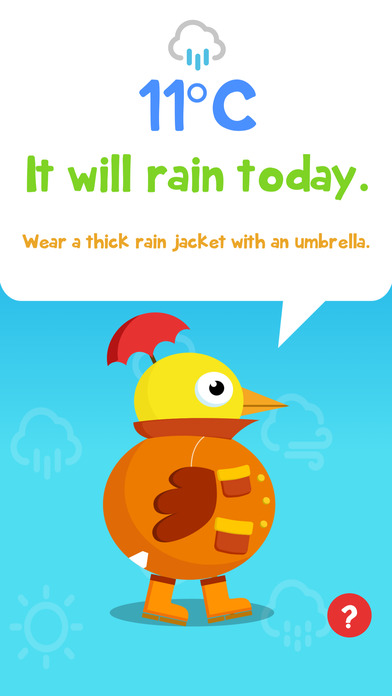 11°C
It will rain today.
Wear a thick rain jacket with an umbrella.
?